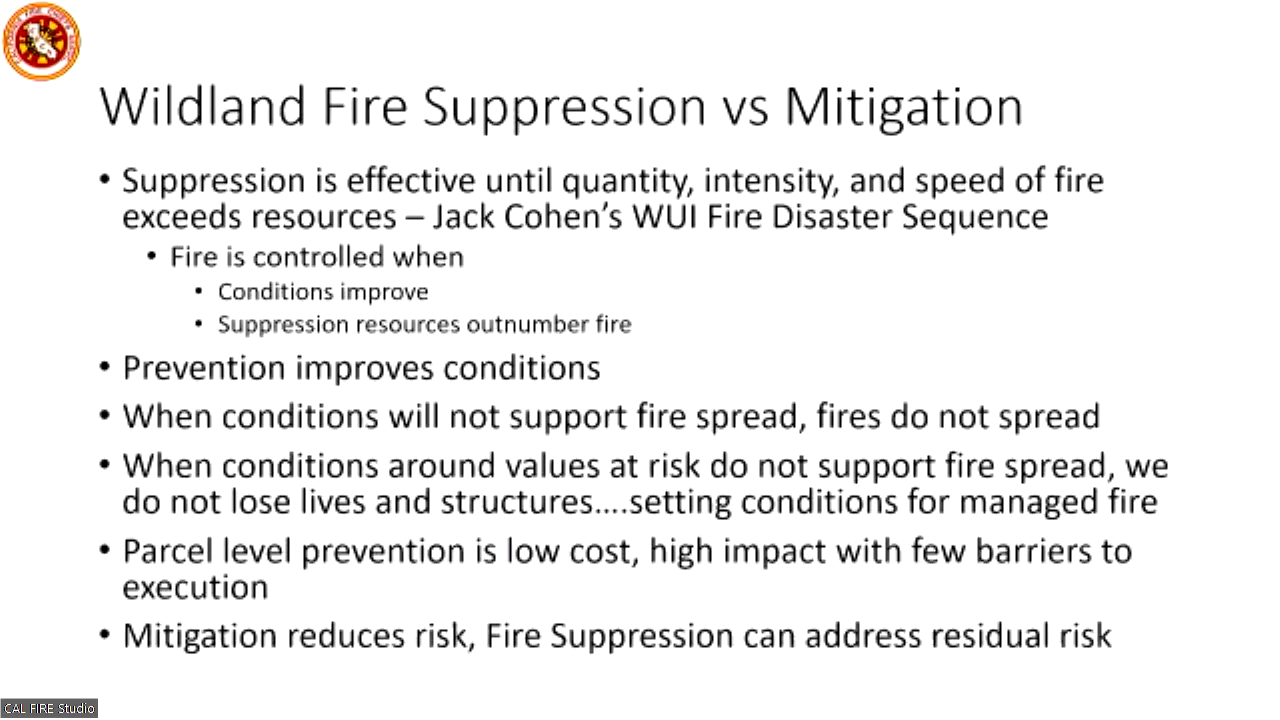 Wildland Fire Suppression vs Mitigation
• Suppression is effective until quantity, intensity, and speed of fire
exceeds resources – Jack Cohen's WUI Fire Disaster Sequence
• Fire is controlled when
• Conditions improve
• Suppression resources outnumber fire
• Prevention improves conditions
• When conditions will not support fire spread, fires do not spread
• When conditions around values at risk do not support fire spread, we
do not lose lives and structures....setting conditions for managed fire
• Parcel level prevention is low cost, high impact with few barriers to
execution
• Mitigation reduces risk, Fire Suppression can address residual risk
CAL FIRE Studio